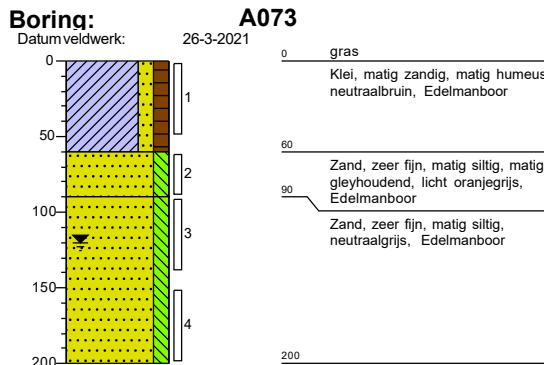 Boring: A073
Datum veldwerk: 26-3-2021
0
50
100
150
200
1
2
3
4
0 gras
Klei, matig zandig, matig humeus
neutraalbruin, Edelmanboor
60
Zand, zeer fijn, matig siltig, matig
gleyhoudend, licht oranjegrijs,
Edelmanboor
90
Zand, zeer fijn, matig siltig,
neutraalgrijs, Edelmanboor
200